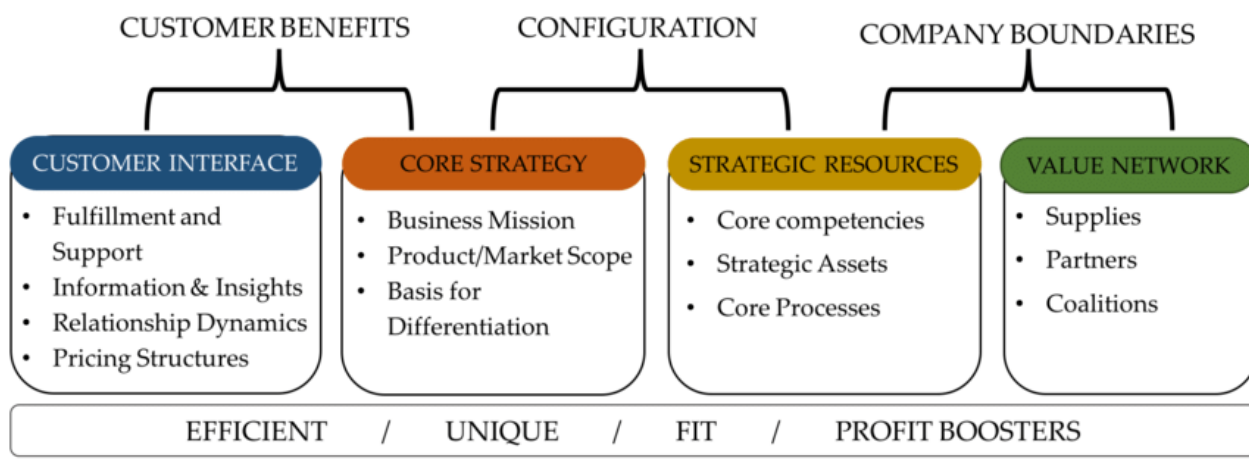 CUSTOMER BENEFITS
CONFIGURATION
COMPANY BOUNDARIES
CUSTOMER INTERFACE
• Fulfillment and
Support
• Information & Insights
• Relationship Dynamics
• Pricing Structures
CORE STRATEGY
• Business Mission
• Product/Market Scope
• Basis for
Differentiation
STRATEGIC RESOURCES
• Core competencies
• Strategic Assets
• Core Processes
VALUE NETWORK
• Supplies
• Partners
• Coalitions
EFFICIENT / UNIQUE / FIT / PROFIT BOOSTERS